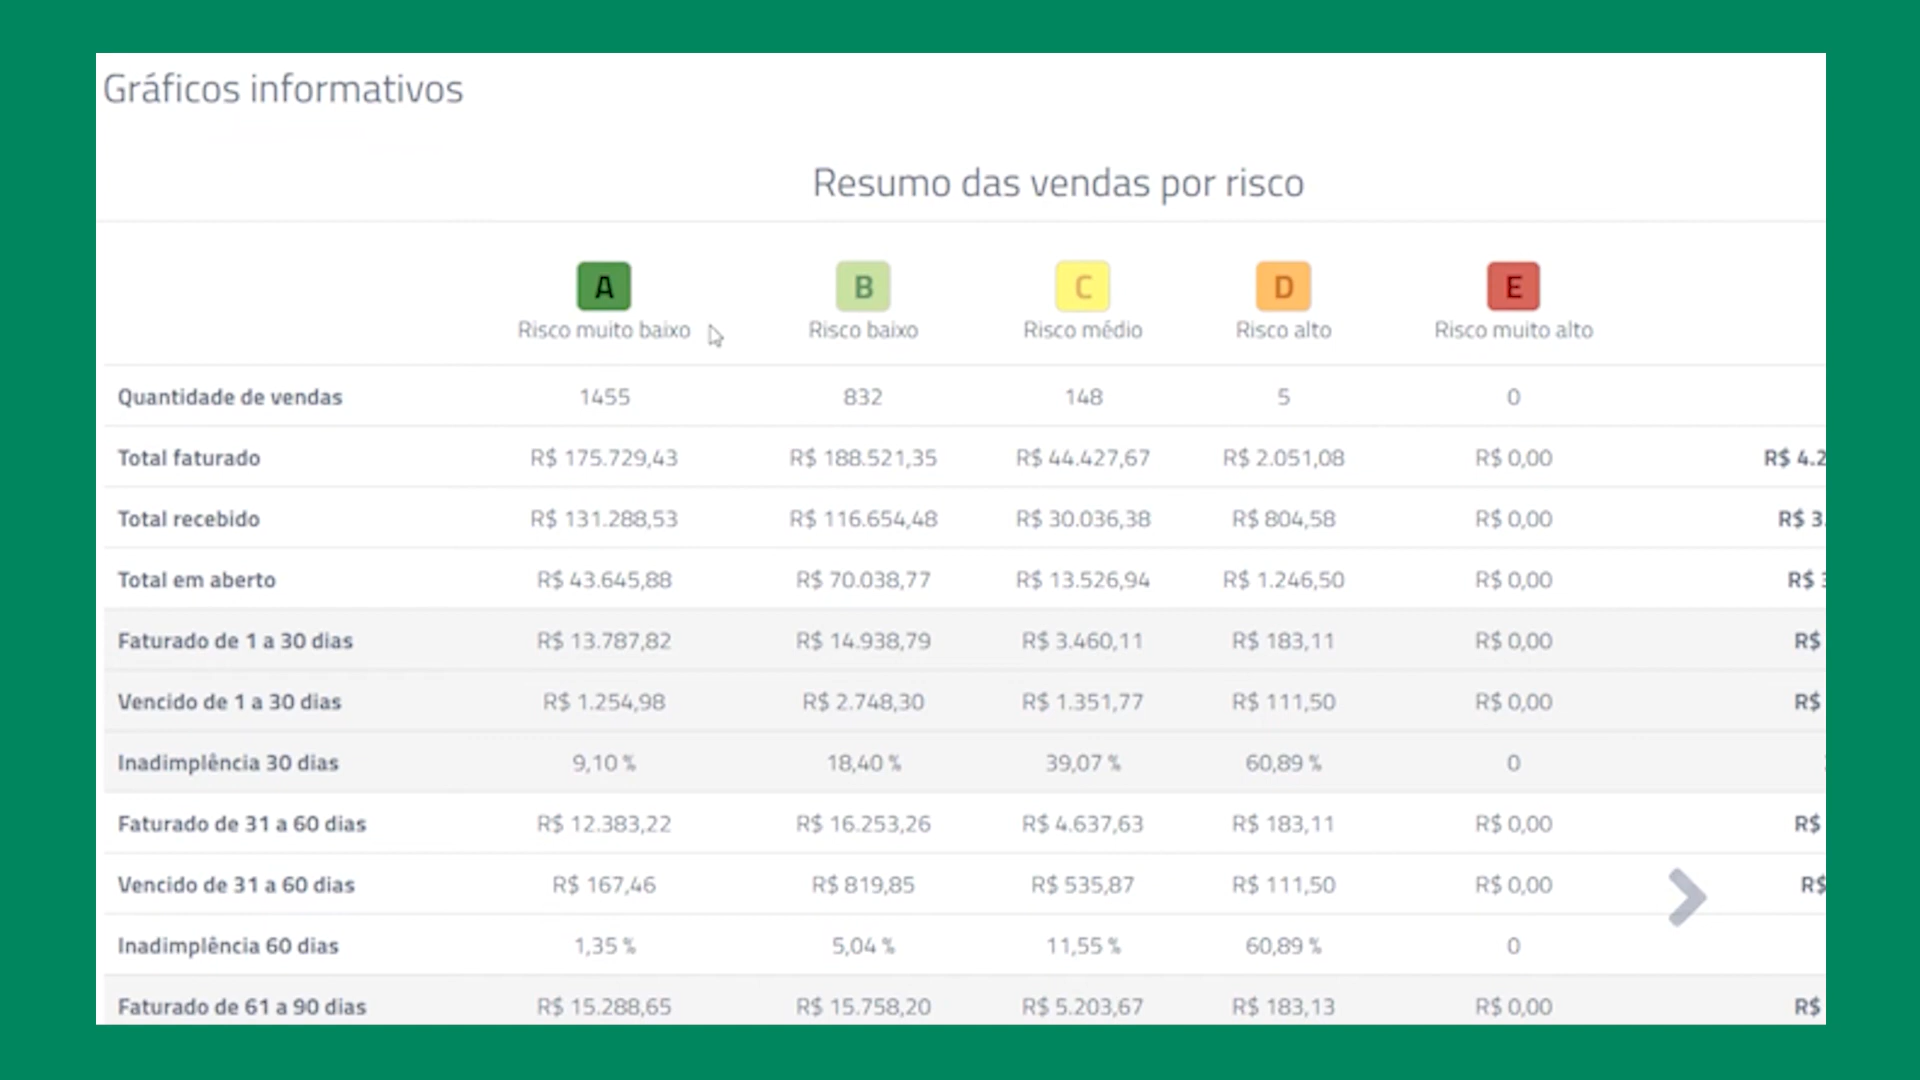 Gráficos informativos
Resumo das vendas por risco
A B C D E
Risco muito baixo Risco baixo Risco médio Risco alto Risco muito alto
Quantidade de vendas 1455 832 148 5 0
Total faturado R$ 175.729,43 R$ 188.521,35 R$ 44.427,67 R$ 2.051,08 R$ 0,00 R$ 4.2
Total recebido R$ 131.288,53 R$ 116.654,48 R$ 30.036,38 R$ 804,58 R$ 0,00 R$ 3.
Total em aberto R$ 43.645,88 R$ 70.038,77 R$ 13.526,94 R$ 1.246,50 R$ 0,00 R$
Faturado de 1 a 30 dias R$ 13.787,82 R$ 14.938,79 R$ 3.460,11 R$ 183,11 R$ 0,00 R$
Vencido de 1 a 30 dias R$ 1.254,98 R$ 2.748,30 R$ 1.351,77 R$ 111,50 R$ 0,00 R$
Inadimplência 30 dias 9,10 % 18,40 % 39,07 % 60,89 % 0
Faturado de 31 a 60 dias R$ 12.383,22 R$ 16.253,26 R$ 4.637,63 R$ 183,11 R$ 0,00 R$
Vencido de 31 a 60 dias R$ 167,46 R$ 819,85 R$ 535,87 R$ 111,50 R$ 0,00 R$
Inadimplência 60 dias 1,35 % 5,04 % 11,55 % 60,89 % 0
Faturado de 61 a 90 dias R$ 15.288,65 R$ 15.758,20 R$ 5.203,67 R$ 183,13 R$ 0,00 R$